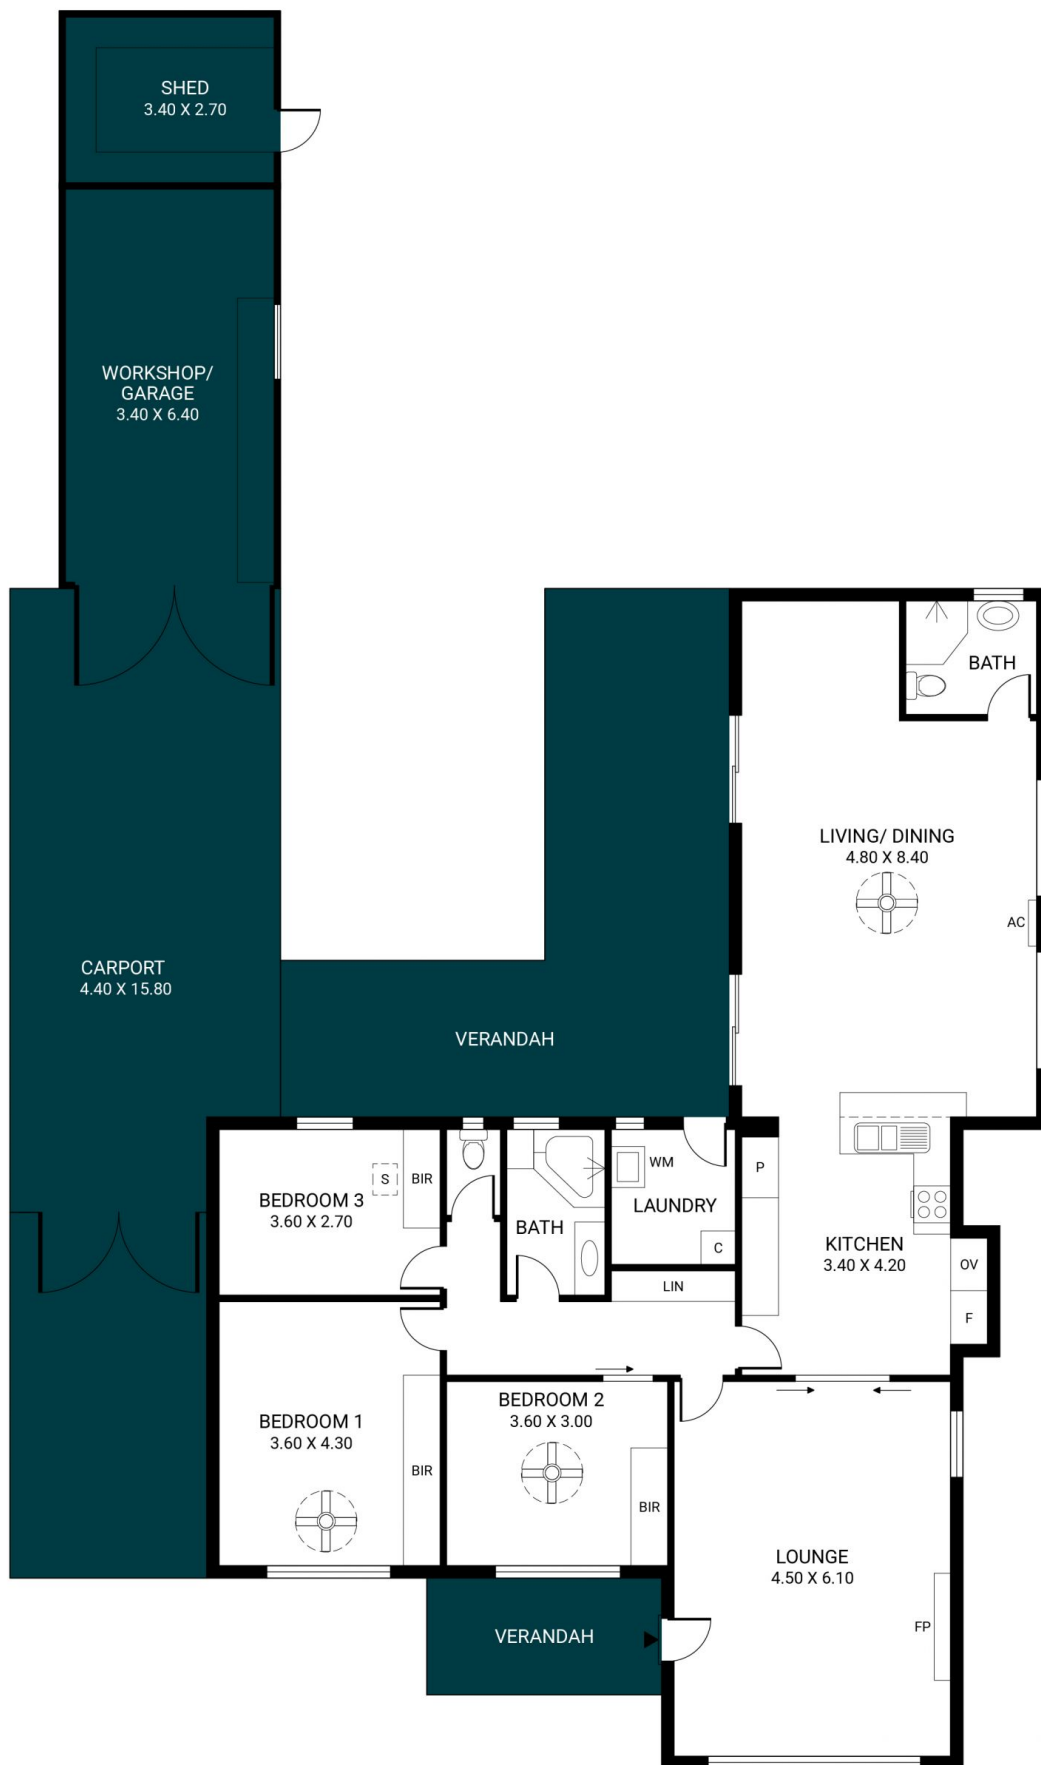 SHED
3.40 X 2.70
WORKSHOP/
GARAGE
3.40 X 6.40
BATH
LIVING/ DINING
4.80 X 8.40
AC
CARPORT
4.40 X 15.80
VERANDAH
BEDROOM 3
3.60 X 2.70
S
BIR
BATH
WM
LAUNDRY
C
LIN
P
KITCHEN
3.40 X 4.20
OV
F
BEDROOM 1
3.60 X 4.30
BIR
BEDROOM 2
3.60 X 3.00
BIR
LOUNGE
4.50 X 6.10
FP
VERANDAH